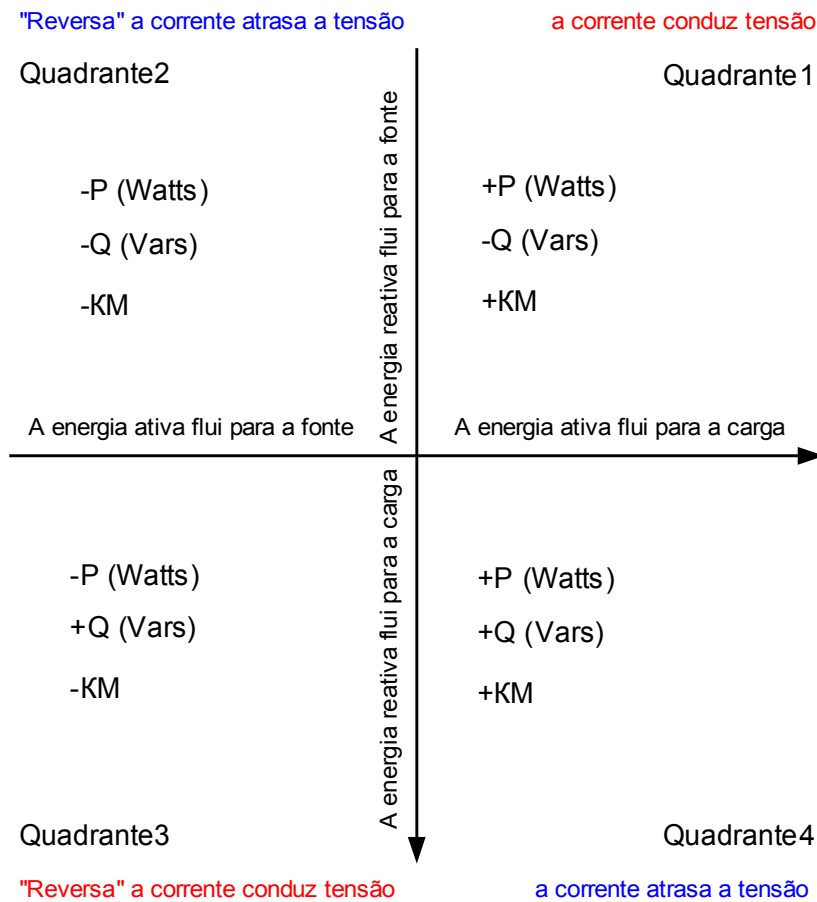 "Reversa" a corrente atrasa a tensão
a corrente conduz tensão
Quadrante2
Quadrante1
-P (Watts)
-Q (Vars)
-KM
+P (Watts)
-Q (Vars)
+KM
A energia reativa flui para a fonte
A energia ativa flui para a fonte
A energia ativa flui para a carga
A energia reativa flui para a carga
-P (Watts)
+Q (Vars)
-KM
+P (Watts)
+Q (Vars)
+KM
Quadrante3
Quadrante4
"Reversa" a corrente conduz tensão
a corrente atrasa a tensão